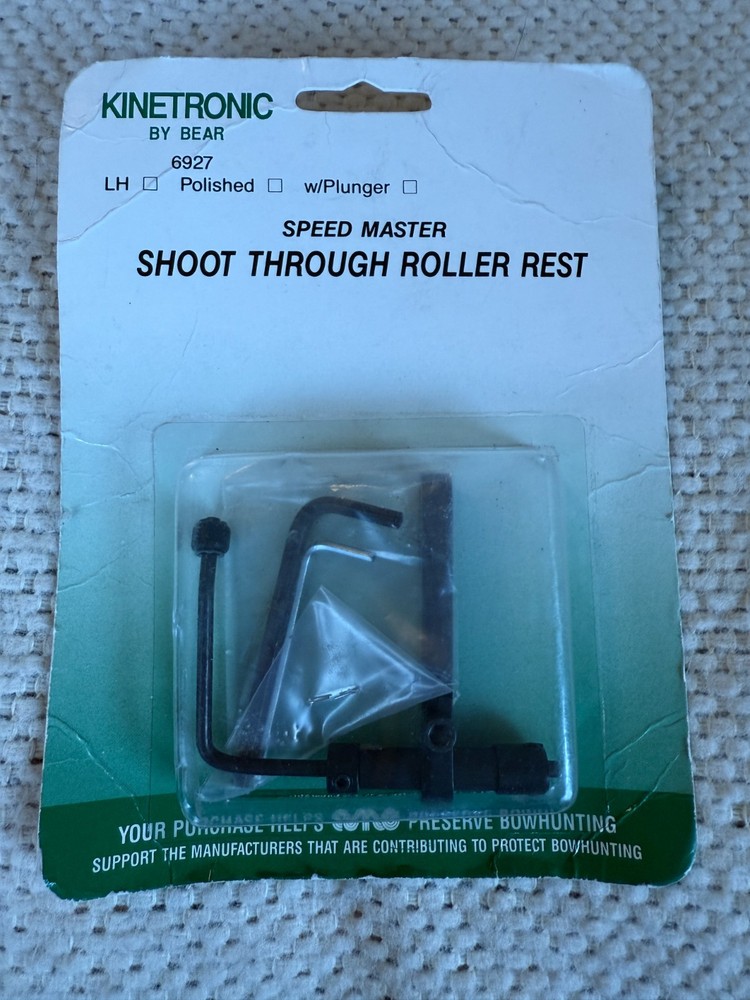 KINETRONIC
BY BEAR
6927
LH ☐ Polished ☐ w/Plunger ☐
SPEED MASTER
SHOOT THROUGH ROLLER REST
YOUR PURCHASE HELPS PRESERVE BOWHUNTING
SUPPORT THE MANUFACTURERS THAT ARE CONTRIBUTING TO PROTECT BOWHUNTING